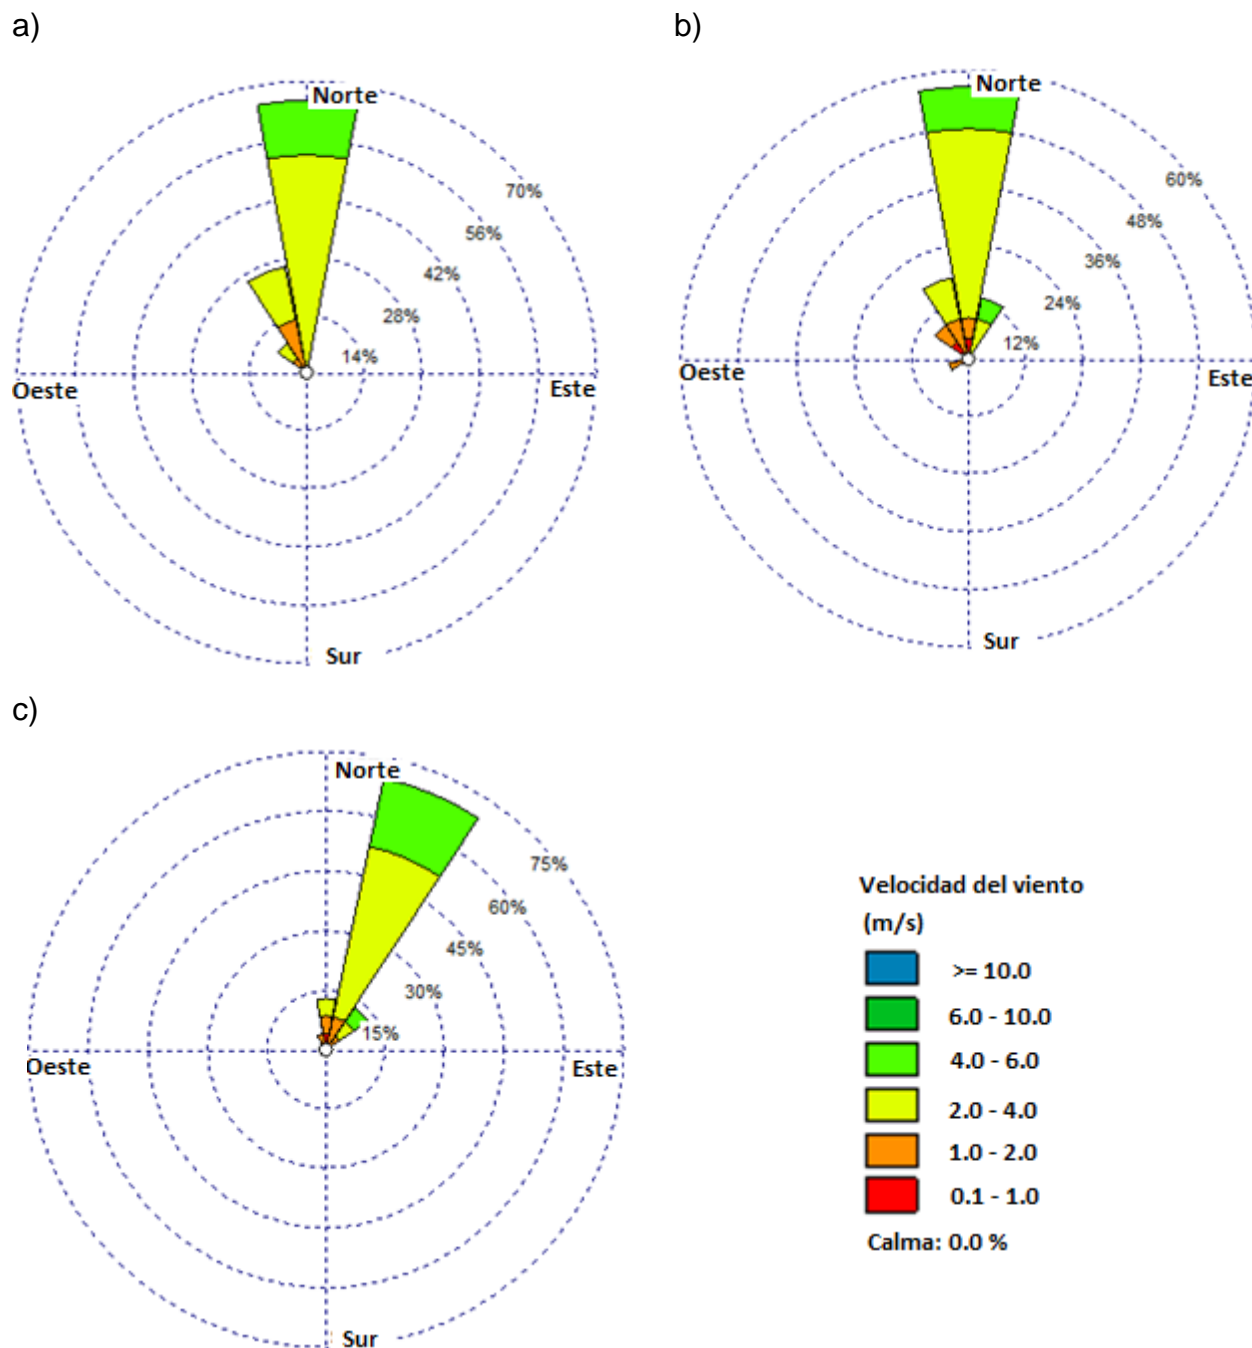 a)
b)
Norte
70%
56%
42%
28%
14%
Oeste
Este
Sur
Norte
60%
48%
36%
24%
12%
Oeste
Este
Sur
c)
Norte
75%
60%
45%
30%
15%
Oeste
Este
Sur
Velocidad del viento
(m/s)
>= 10.0
6.0 - 10.0
4.0 - 6.0
2.0 - 4.0
1.0 - 2.0
0.1 - 1.0
Calma: 0.0 %